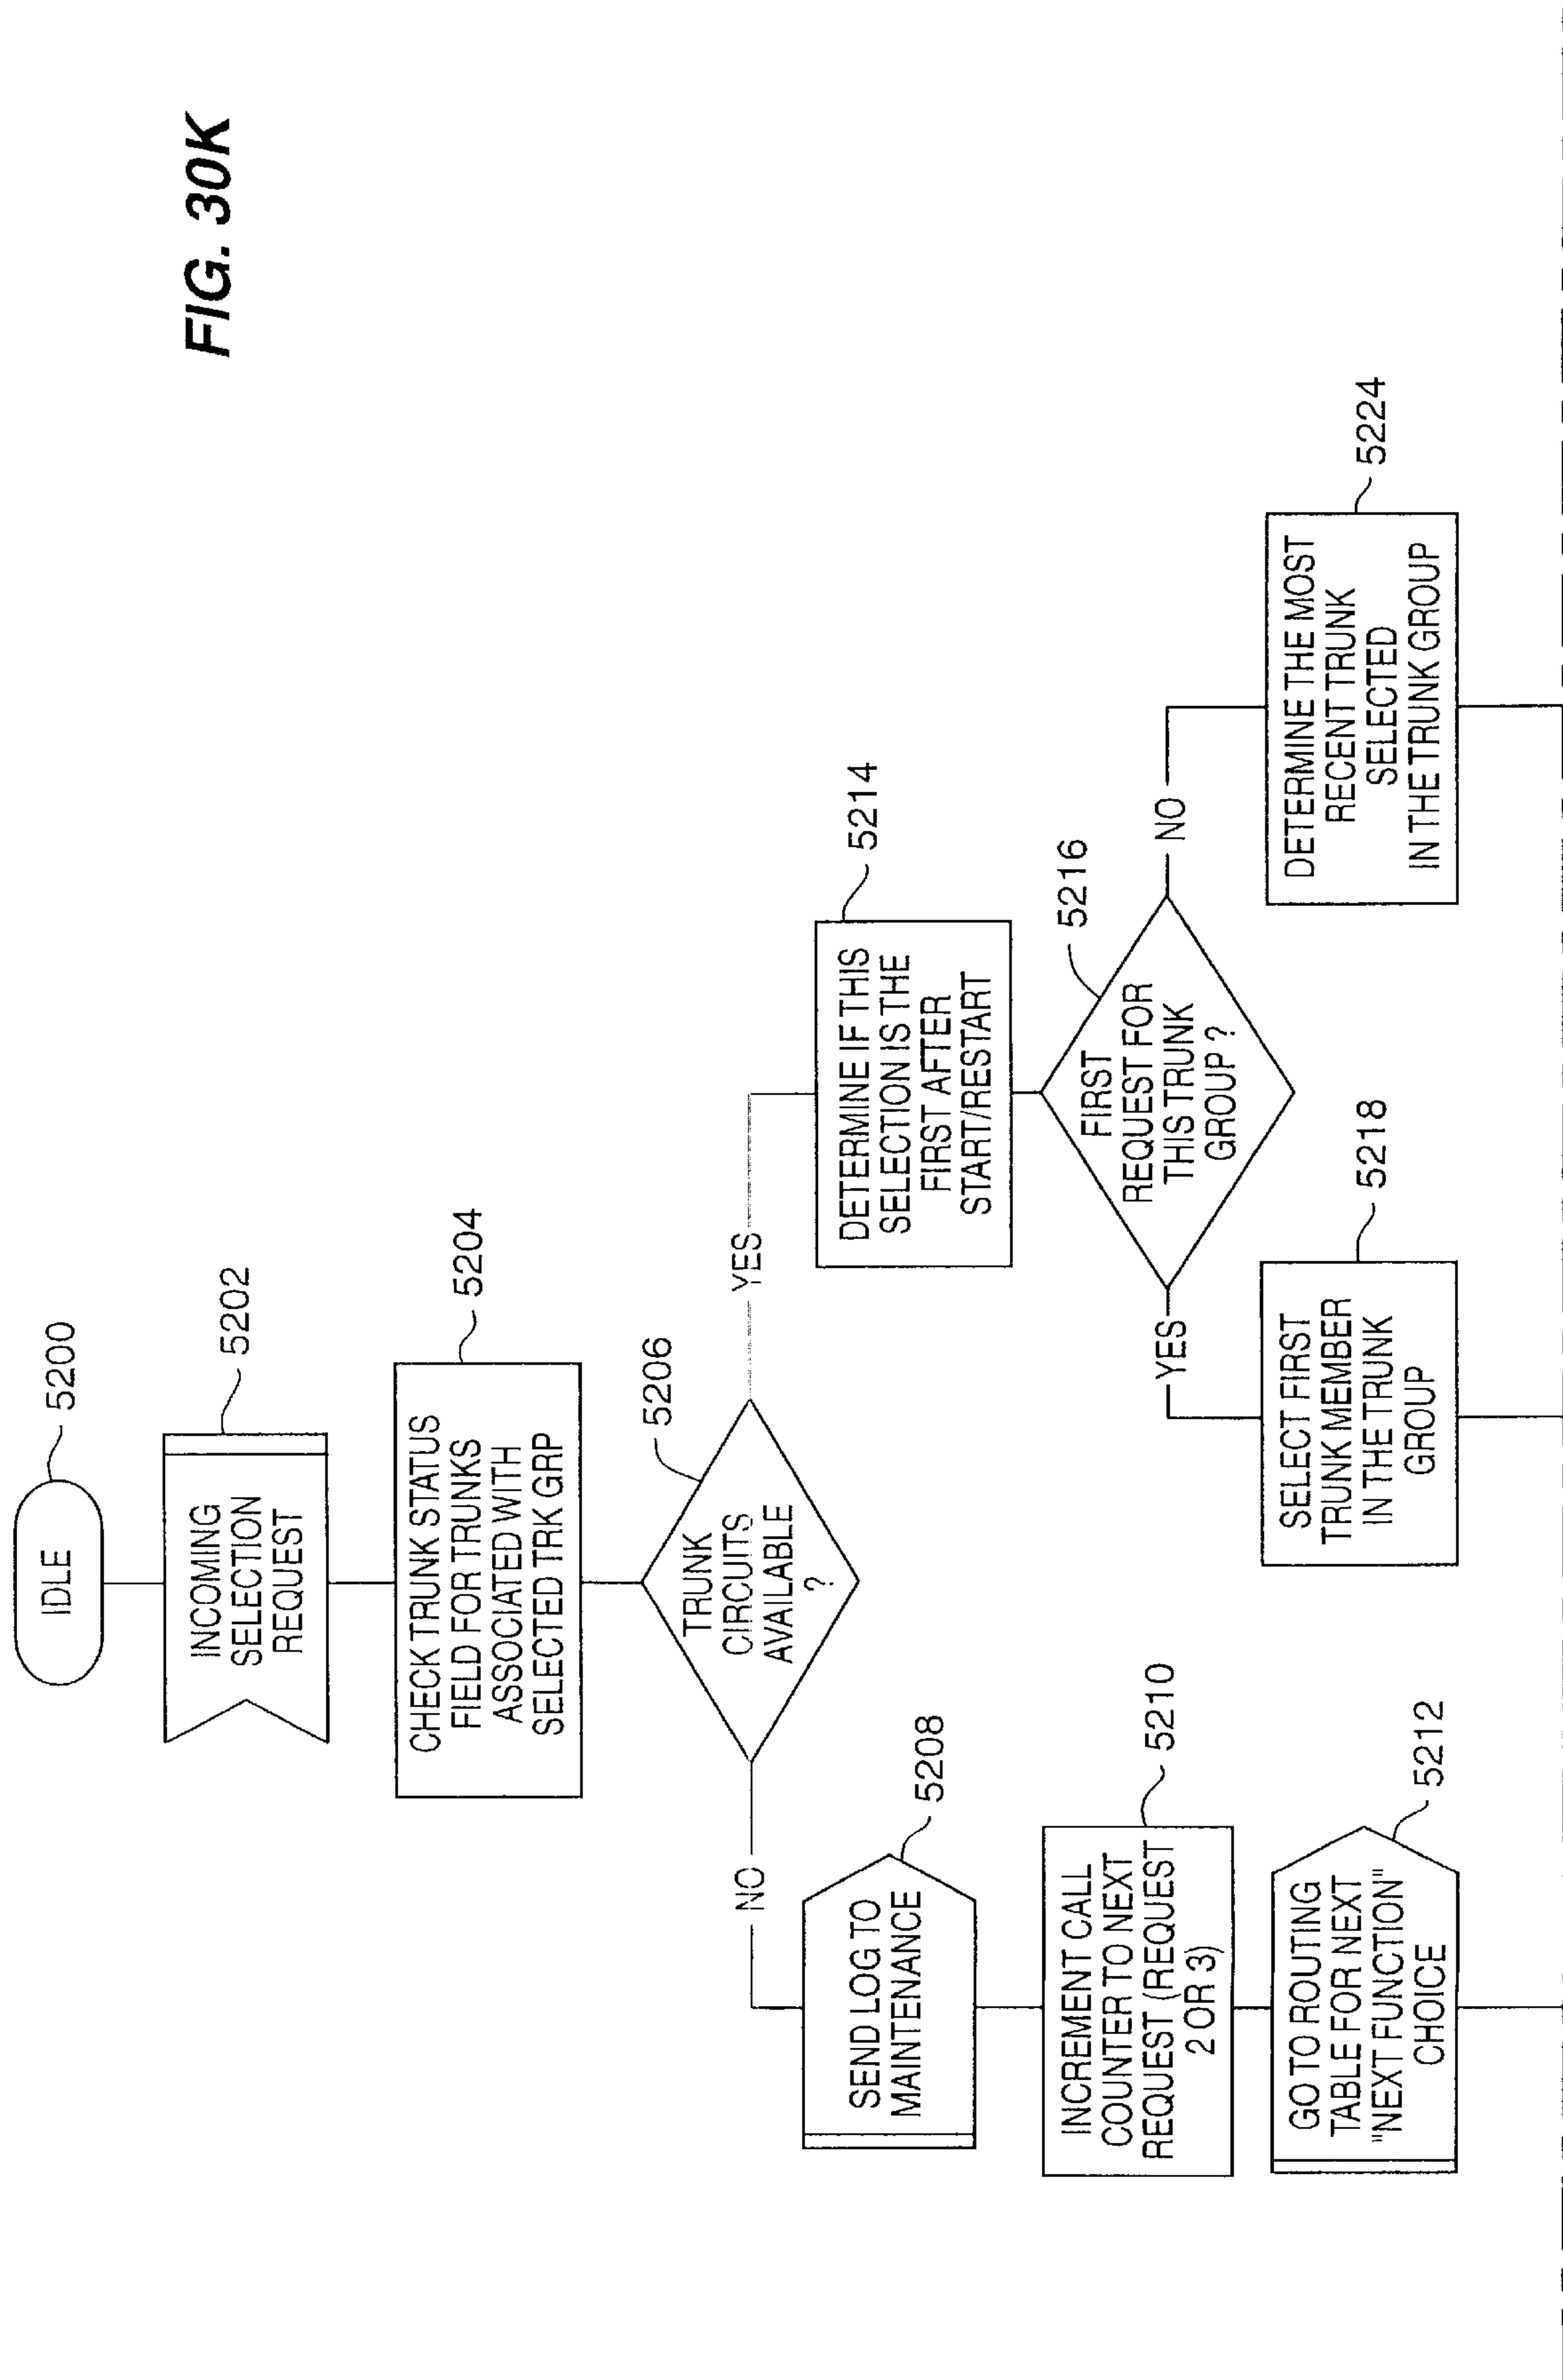 FIG. 30K
IDLE
5200
INCOMING
SELECTION
REQUEST
5202
CHECK TRUNK STATUS
FIELD FOR TRUNKS
ASSOCIATED WITH
SELECTED TRK GRP
5204
TRUNK
CIRCUITS
AVAILABLE
?
5206
NO
YES
SEND LOG TO
MAINTENANCE
5208
INCREMENT CALL
COUNTER TO NEXT
REQUEST (REQUEST
2 OR 3)
5210
GO TO ROUTING
TABLE FOR NEXT
"NEXT FUNCTION"
CHOICE
5212
DETERMINE IF THIS
SELECTION IS THE
FIRST AFTER
START/RESTART
5214
FIRST
REQUEST FOR
THIS TRUNK
GROUP ?
5216
YES
NO
SELECT FIRST
TRUNK MEMBER
IN THE TRUNK
GROUP
5218
DETERMINE THE MOST
RECENT TRUNK
SELECTED
IN THE TRUNK GROUP
5224